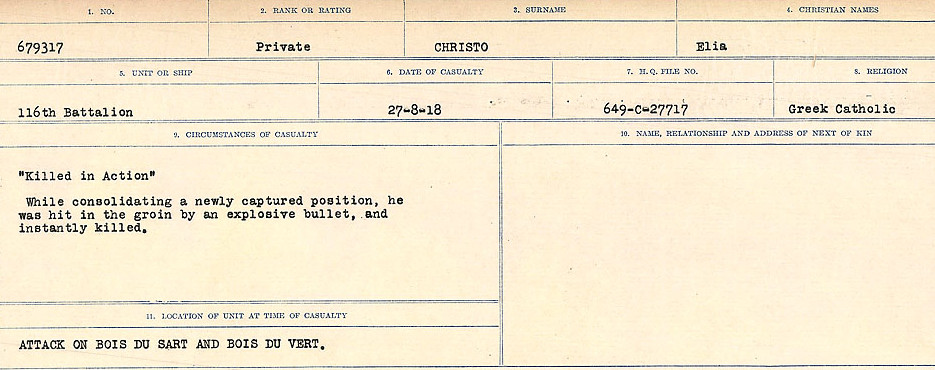 1. NO.
2. RANK OR RATING
3. SURNAME
4. CHRISTIAN NAMES
679317
Private
CHRISTO
Elia
5. UNIT OR SHIP
6. DATE OF CASUALTY
7. H.Q. FILE NO.
8. RELIGION
116th Battalion
27-8-18
649-C-27717
Greek Catholic
9. CIRCUMSTANCES OF CASUALTY
10. NAME, RELATIONSHIP AND ADDRESS OF NEXT OF KIN
"Killed in Action"
While consolidating a newly captured position, he
was hit in the groin by an explosive bullet, and
instantly killed.
11. LOCATION OF UNIT AT TIME OF CASUALTY
ATTACK ON BOIS DU SART AND BOIS DU VERT.